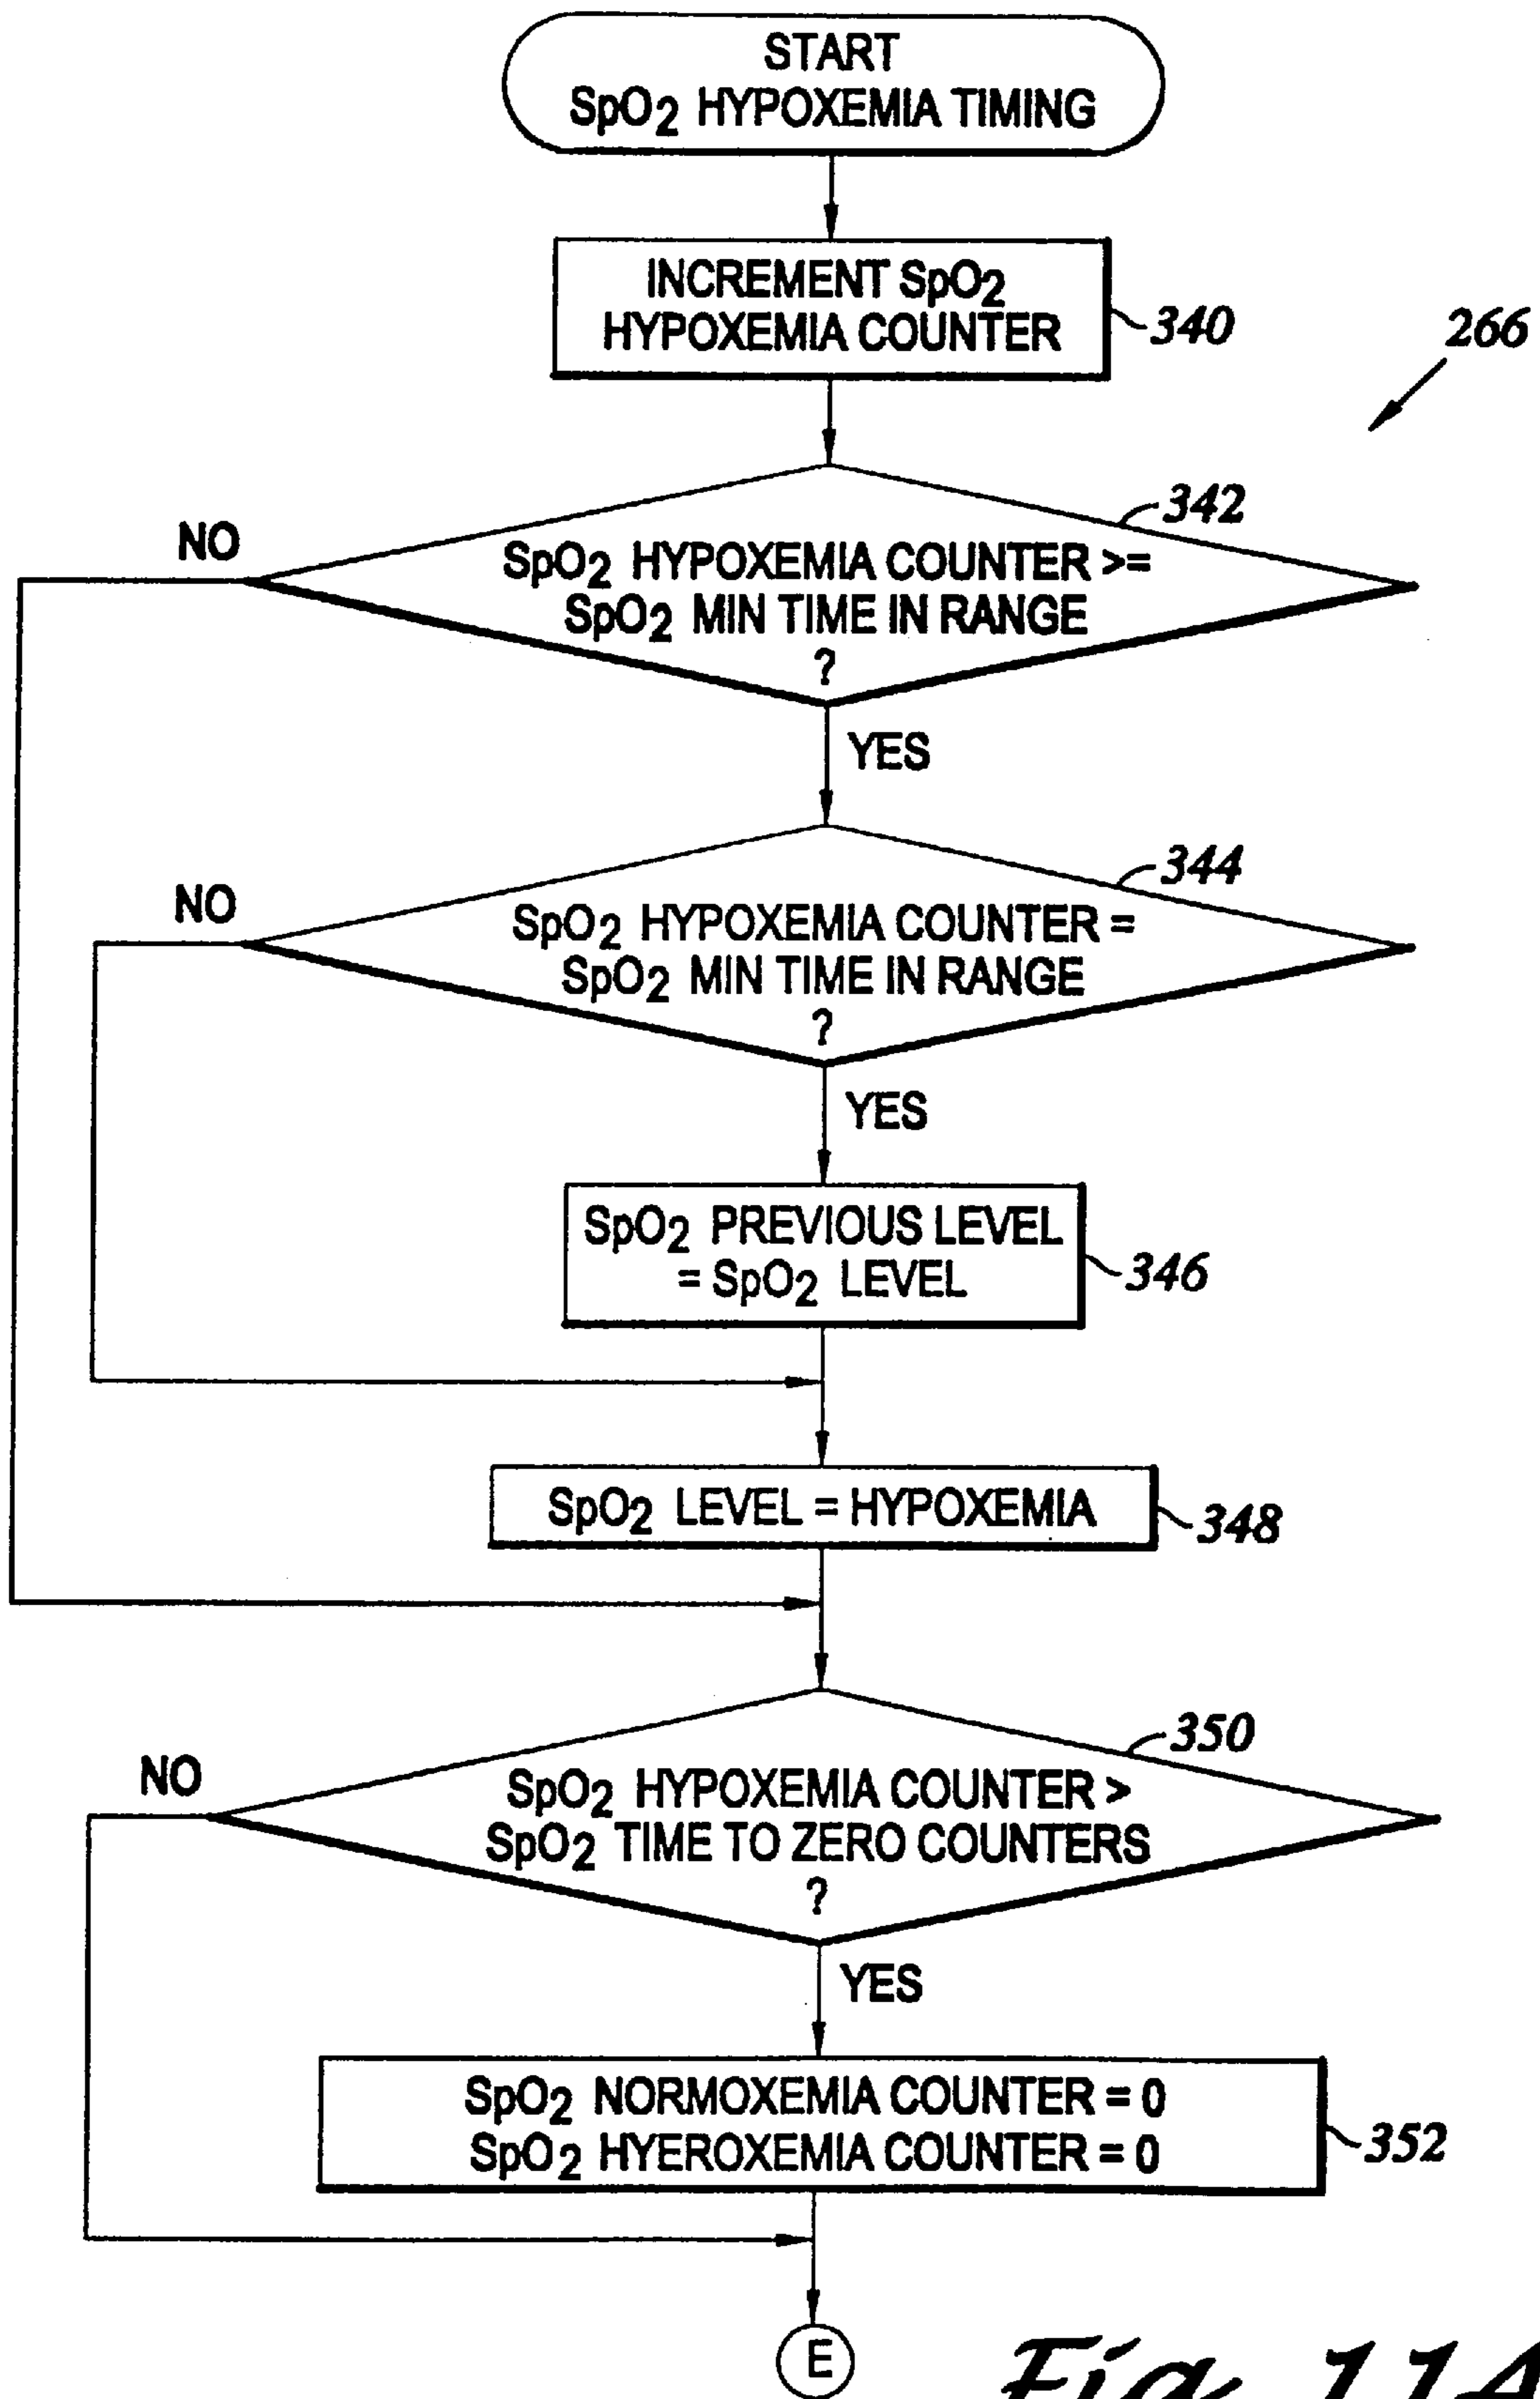 START
SpO2 HYPOXEMIA TIMING
INCREMENT SpO2
HYPOXEMIA COUNTER
340
266
342
NO
SpO2 HYPOXEMIA COUNTER >=
SpO2 MIN TIME IN RANGE
?
YES
344
NO
SpO2 HYPOXEMIA COUNTER =
SpO2 MIN TIME IN RANGE
?
YES
SpO2 PREVIOUS LEVEL
= SpO2 LEVEL
346
SpO2 LEVEL = HYPOXEMIA
348
350
NO
SpO2 HYPOXEMIA COUNTER >
SpO2 TIME TO ZERO COUNTERS
?
YES
SpO2 NORMOXEMIA COUNTER = 0
SpO2 HYEROXEMIA COUNTER = 0
352
E
Fig. 11A